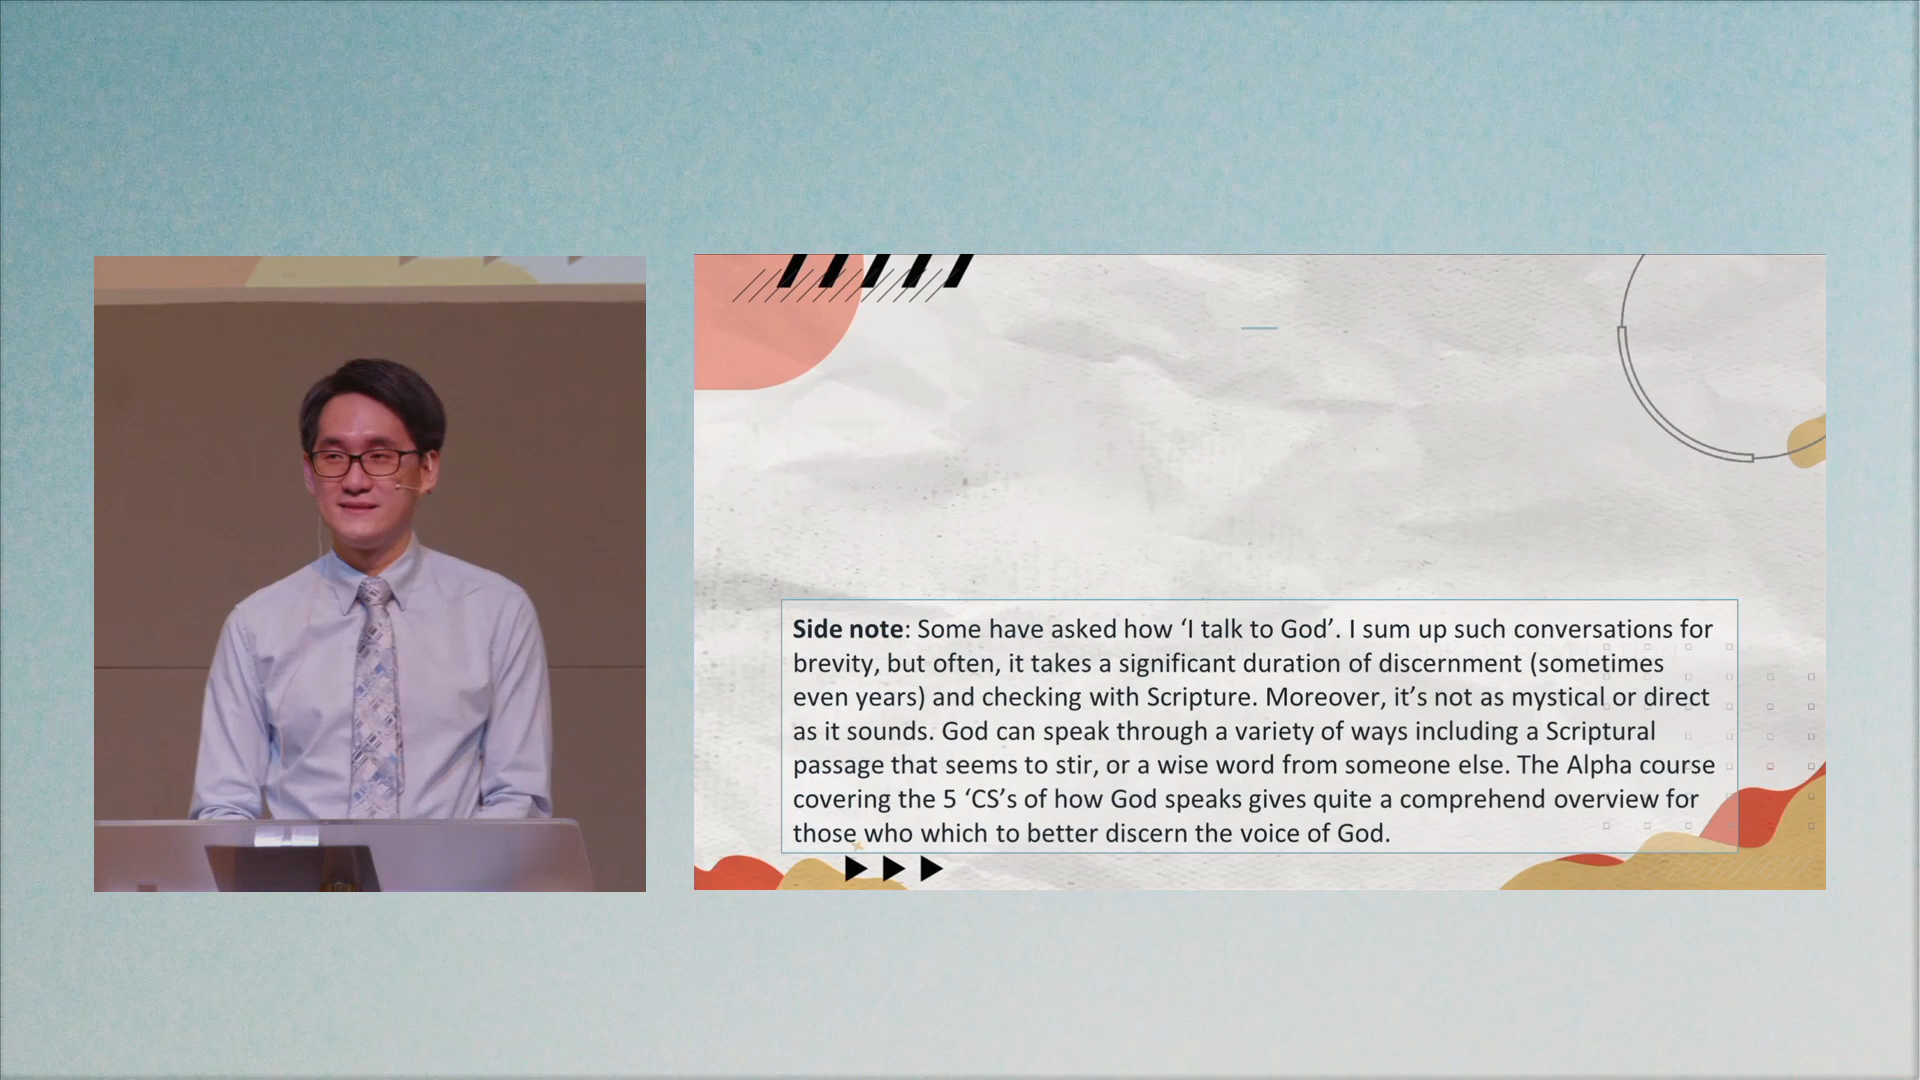 Side note: Some have asked how ‘I talk to God’. I sum up such conversations for
brevity, but often, it takes a significant duration of discernment (sometimes
even years) and checking with Scripture. Moreover, it’s not as mystical or direct
as it sounds. God can speak through a variety of ways including a Scriptural
passage that seems to stir, or a wise word from someone else. The Alpha course
covering the 5 ‘CS’s of how God speaks gives quite a comprehend overview for
those who which to better discern the voice of God.